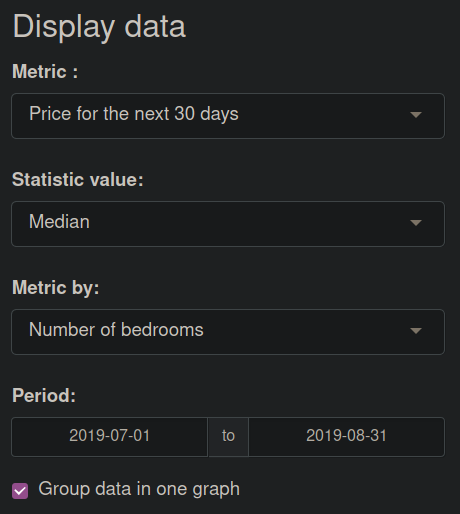 Display data
Metric :
Price for the next 30 days
Statistic value:
Median
Metric by:
Number of bedrooms
Period:
2019-07-01 to 2019-08-31
Group data in one graph